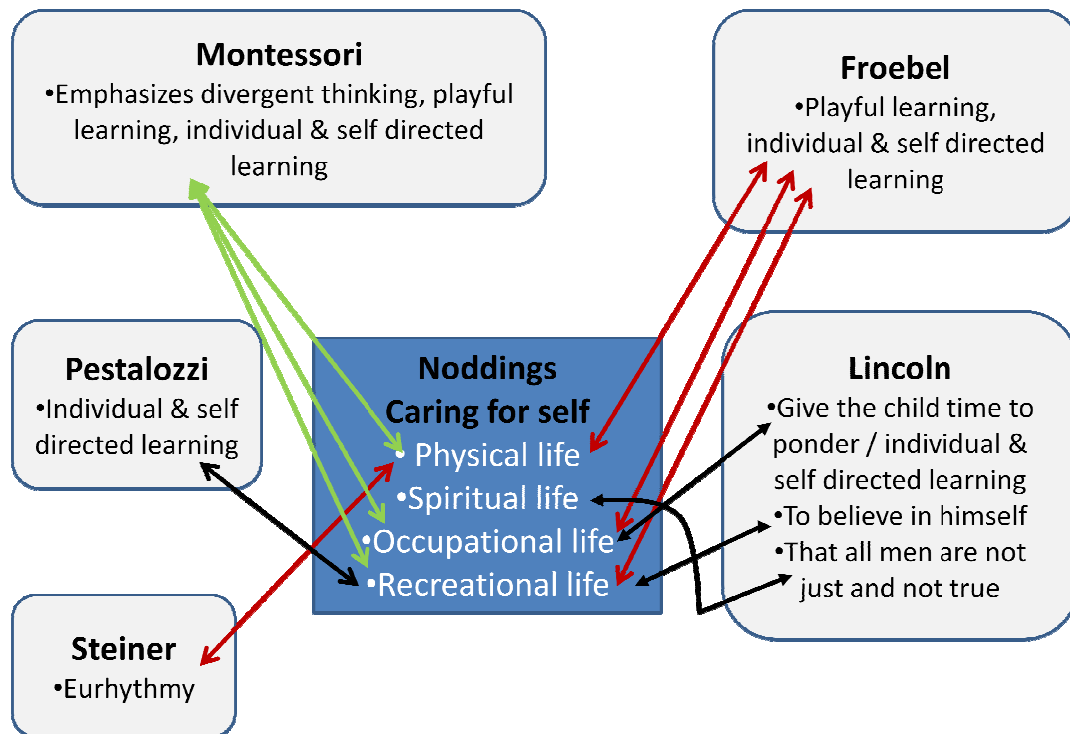 Montessori
•Emphasizes divergent thinking, playful
learning, individual & self directed
learning
Froebel
•Playful learning,
individual & self directed
learning
Pestalozzi
•Individual & self
directed learning
Noddings
Caring for self
• Physical life
•Spiritual life
•Occupational life
•Recreational life
Lincoln
•Give the child time to
ponder / individual &
self directed learning
•To believe in himself
•That all men are not
just and not true
Steiner
•Eurhythmy